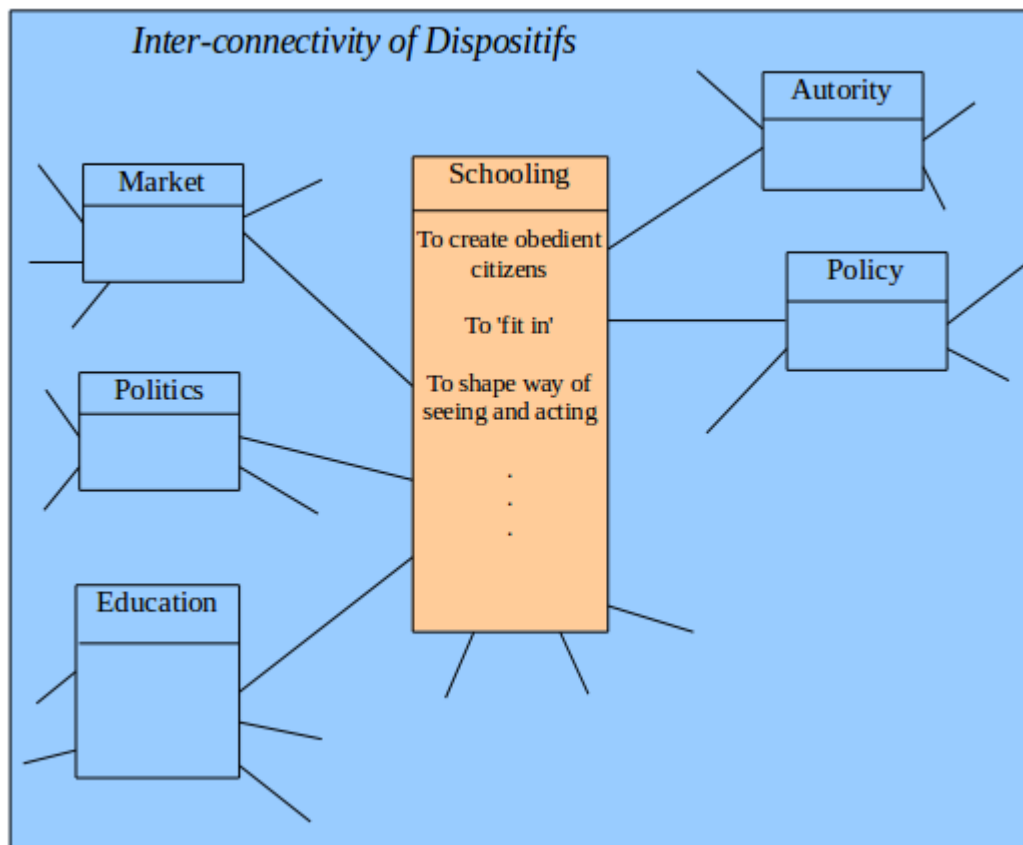 Inter-connectivity of Dispositifs
Autority
Market
Schooling
To create obedient
citizens
Policy
To 'fit in'
Politics
To shape way of
seeing and acting
.
.
.
Education